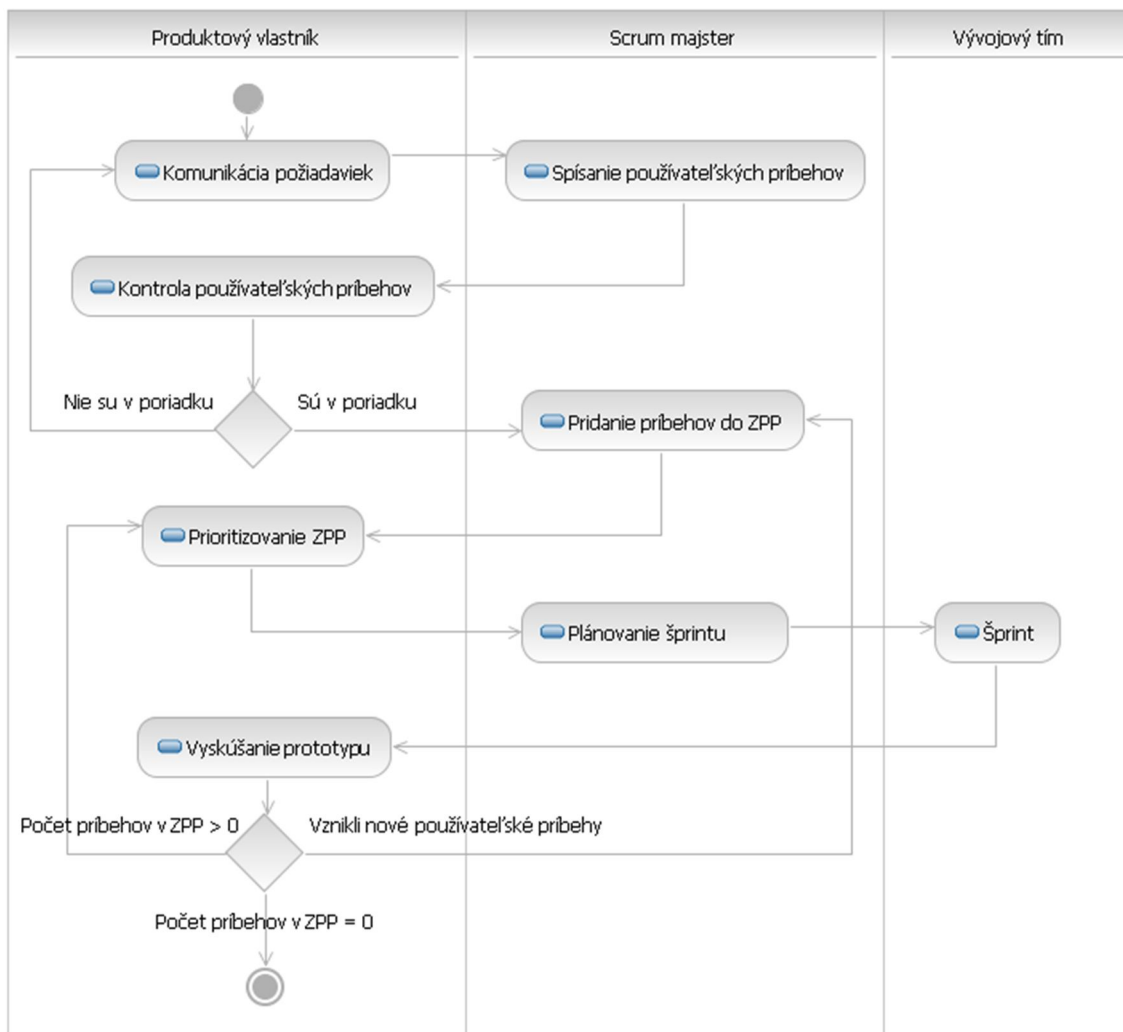 Produktový vlastník
Scrum majster
Vývojový tím
Komunikácia požiadaviek
Spísanie používateľských príbehov
Kontrola používateľských príbehov
Nie su v poriadku
Sú v poriadku
Pridanie príbehov do ZPP
Prioritizovanie ZPP
Plánovanie šprintu
Šprint
Vyskúšanie prototypu
Počet príbehov v ZPP > 0
Vznikli nové používateľské príbehy
Počet príbehov v ZPP = 0